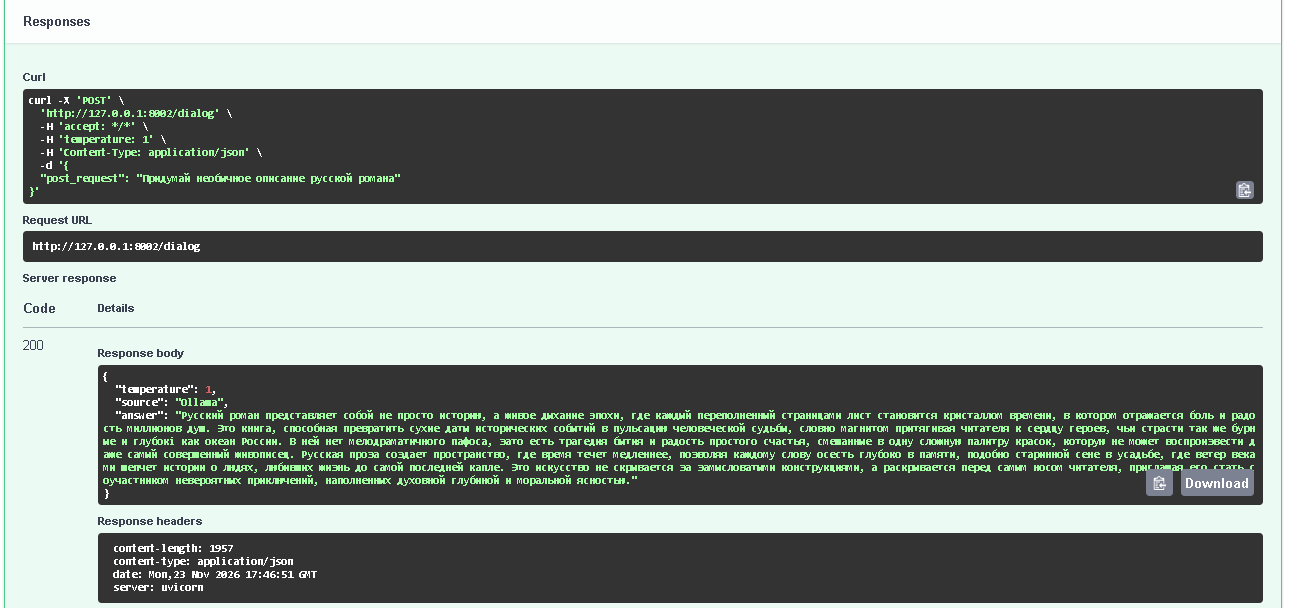 Responses
Curl
curl -X 'POST' \
'http://127.0.0.1:8002/dialog' \
-H 'accept: */*' \
-H 'temperature: 1' \
-H 'Content-Type: application/json' \
-d '{
"post_request": "Придумай необычное описание русской романа"
}'
Request URL
http://127.0.0.1:8002/dialog
Server response
Code Details
200
Response body
{
"temperature": 1,
"source": "Ollama",
"answer": "Русский роман представляет собой не просто историю, а живое дыхание эпохи, где каждый переполненный страницами лист становится кристаллом времени, в котором отражается боль и радо
сть миллионов душ. Это книга, способная превратить сухие даты исторических событий в пульсацию человеческой судьбы, словно магнитом притягивая читателя к сердцу героев, чьи страсти так же бурн
ые и глубокі как океан России. В ней нет мелодраматичного пафоса, зато есть трагедия бытия и радость простого счастья, смешанные в одну сложную палитру красок, которую не может воспроизвести д
аже самый совершенный живописец. Русская проза создает пространство, где время течет медленнее, позволяя каждому слову осесть глубоко в памяти, подобно старинной сене в усадьбе, где ветер века
ми шепчет истории о людях, любивших жизнь до самой последней капле. Это искусство не скрывается за замысловатыми конструкциями, а раскрывается перед самым носом читателя, приглашая его стать с
оучастником невероятных приключений, наполненных духовной глубиной и моральной ясностью."
}
Download
Response headers
content-length: 1957
content-type: application/json
date: Mon,23 Nov 2026 17:46:51 GMT
server: uvicorn